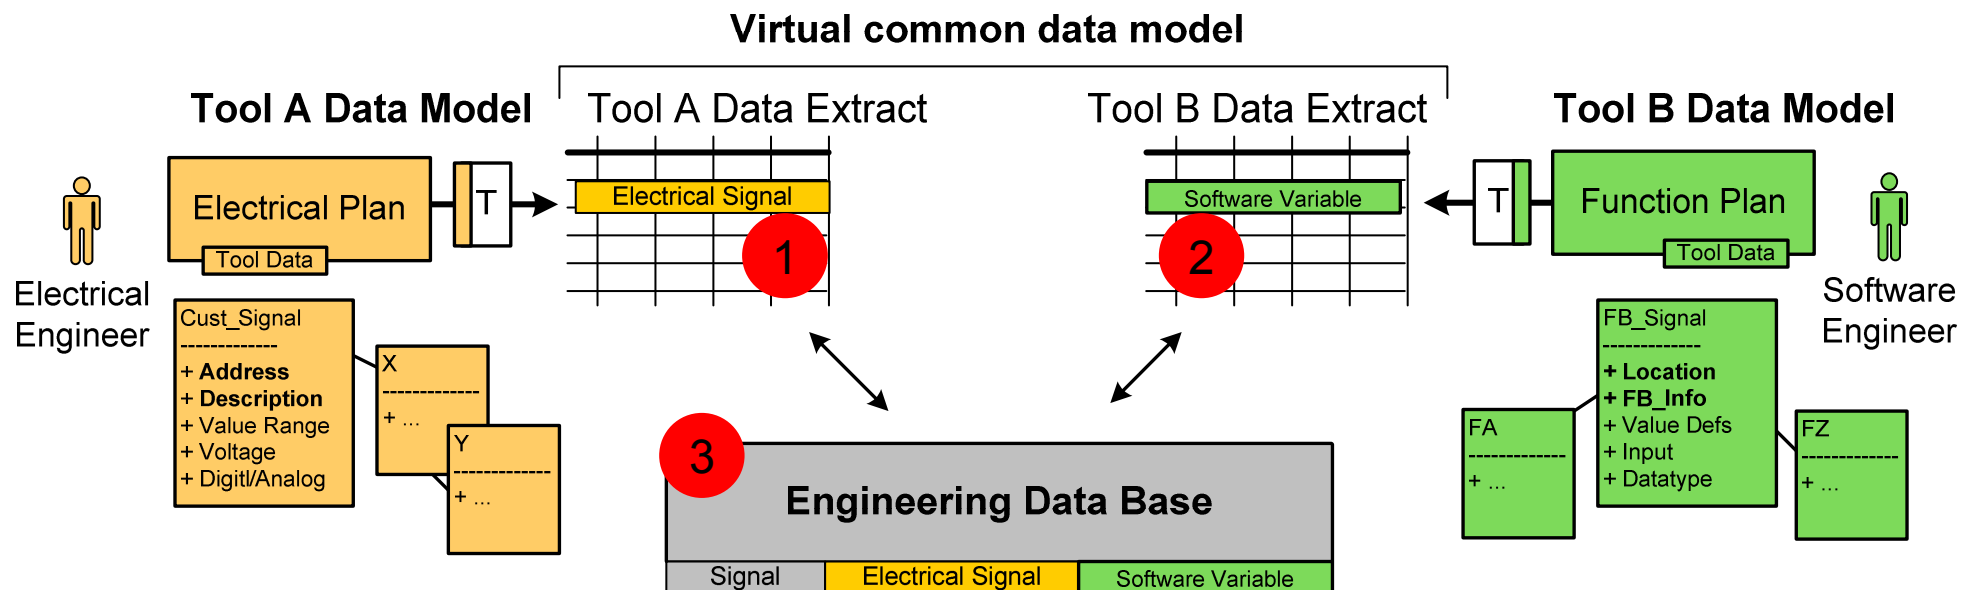 Virtual common data model
Tool A Data Model
Tool A Data Extract
Tool B Data Extract
Tool B Data Model
Electrical Plan
T
Tool Data
Electrical Signal
1
Software Variable
2
T
Function Plan
Tool Data
Electrical
Engineer
Software
Engineer
Cust_Signal
-------------
+ Address
+ Description
+ Value Range
+ Voltage
+ Digitl/Analog
X
-------------
+ ...
Y
-------------
+ ...
3
Engineering Data Base
Signal
Electrical Signal
Software Variable
FB_Signal
-------------
+ Location
+ FB_Info
+ Value Defs
+ Input
+ Datatype
FA
-------------
+ ...
FZ
-------------
+ ...